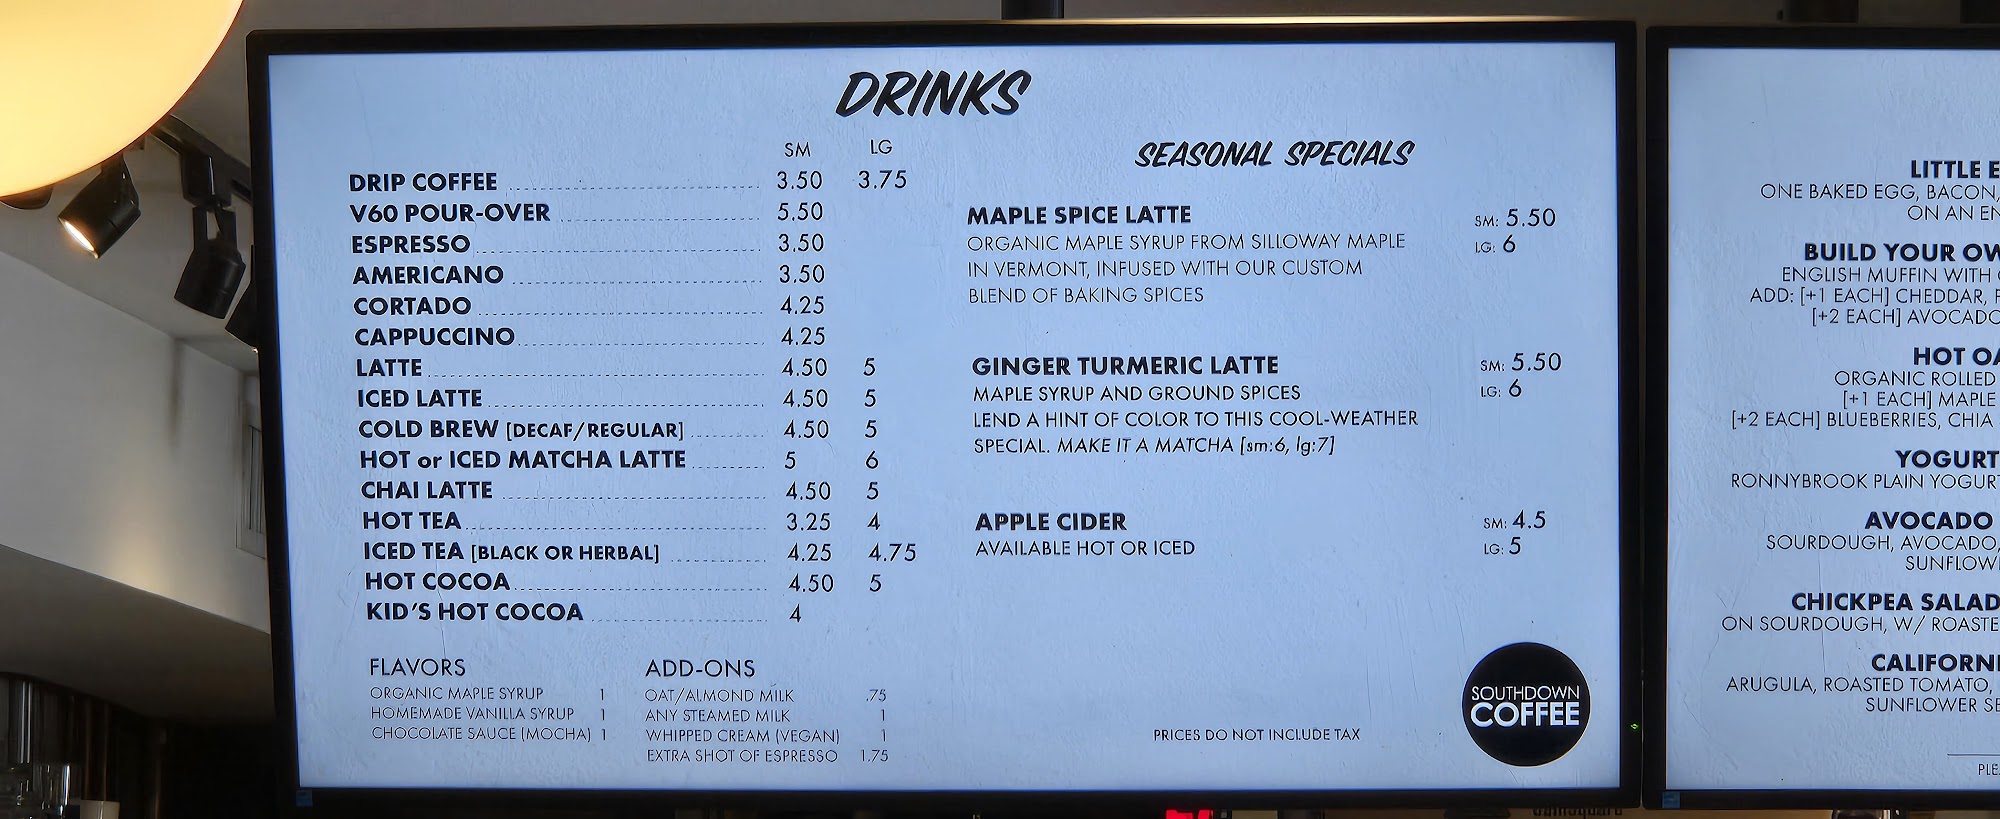 DRINKS
SM LG
DRIP COFFEE 3.50 3.75
V60 POUR-OVER 5.50
ESPRESSO 3.50
AMERICANO 3.50
CORTADO 4.25
CAPPUCCINO 4.25
LATTE 4.50 5
ICED LATTE 4.50 5
COLD BREW [DECAF/REGULAR] 4.50 5
HOT or ICED MATCHA LATTE 5 6
CHAI LATTE 4.50 5
HOT TEA 3.25 4
ICED TEA [BLACK OR HERBAL] 4.25 4.75
HOT COCOA 4.50 5
KID'S HOT COCOA 4
FLAVORS
ORGANIC MAPLE SYRUP 1
HOMEMADE VANILLA SYRUP 1
CHOCOLATE SAUCE (MOCHA) 1
ADD-ONS
OAT/ALMOND MILK .75
ANY STEAMED MILK 1
WHIPPED CREAM (VEGAN) 1
EXTRA SHOT OF ESPRESSO 1.75
SEASONAL SPECIALS
MAPLE SPICE LATTE SM: 5.50
ORGANIC MAPLE SYRUP FROM SILLOWAY MAPLE LG: 6
IN VERMONT, INFUSED WITH OUR CUSTOM
BLEND OF BAKING SPICES
GINGER TURMERIC LATTE SM: 5.50
MAPLE SYRUP AND GROUND SPICES LG: 6
LEND A HINT OF COLOR TO THIS COOL-WEATHER
SPECIAL. MAKE IT A MATCHA [sm:6, lg:7]
APPLE CIDER SM: 4.5
AVAILABLE HOT OR ICED LG: 5
PRICES DO NOT INCLUDE TAX
SOUTHDOWN
COFFEE
LITTLE
ONE BAKED EGG, BACON,
ON AN
BUILD YOUR
ENGLISH MUFFIN WITH
ADD: [+1 EACH] CHEDDAR,
[+2 EACH] AVOCADO
HOT
ORGANIC ROLLED
[+1 EACH] MAPLE
[+2 EACH] BLUEBERRIES, CHIA
YOGURT
RONNYBROOK PLAIN YOGURT
AVOCADO
SOURDOUGH, AVOCADO,
CHICKPEA SALAD
ON SOURDOUGH, W/
ARUGULA, ROASTED TOMATO,
SUNFLOWER